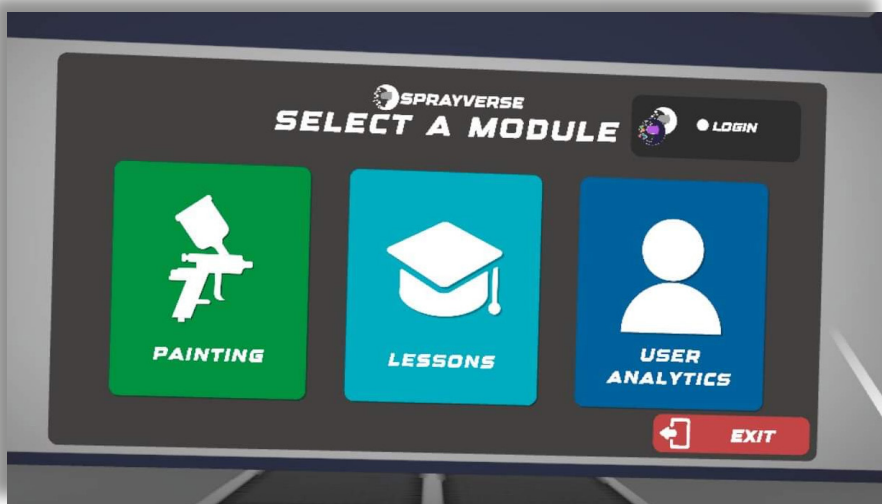 SPRAYVERSE
SELECT A MODULE
LOGIN
PAINTING
LESSONS
USER
ANALYTICS
EXIT